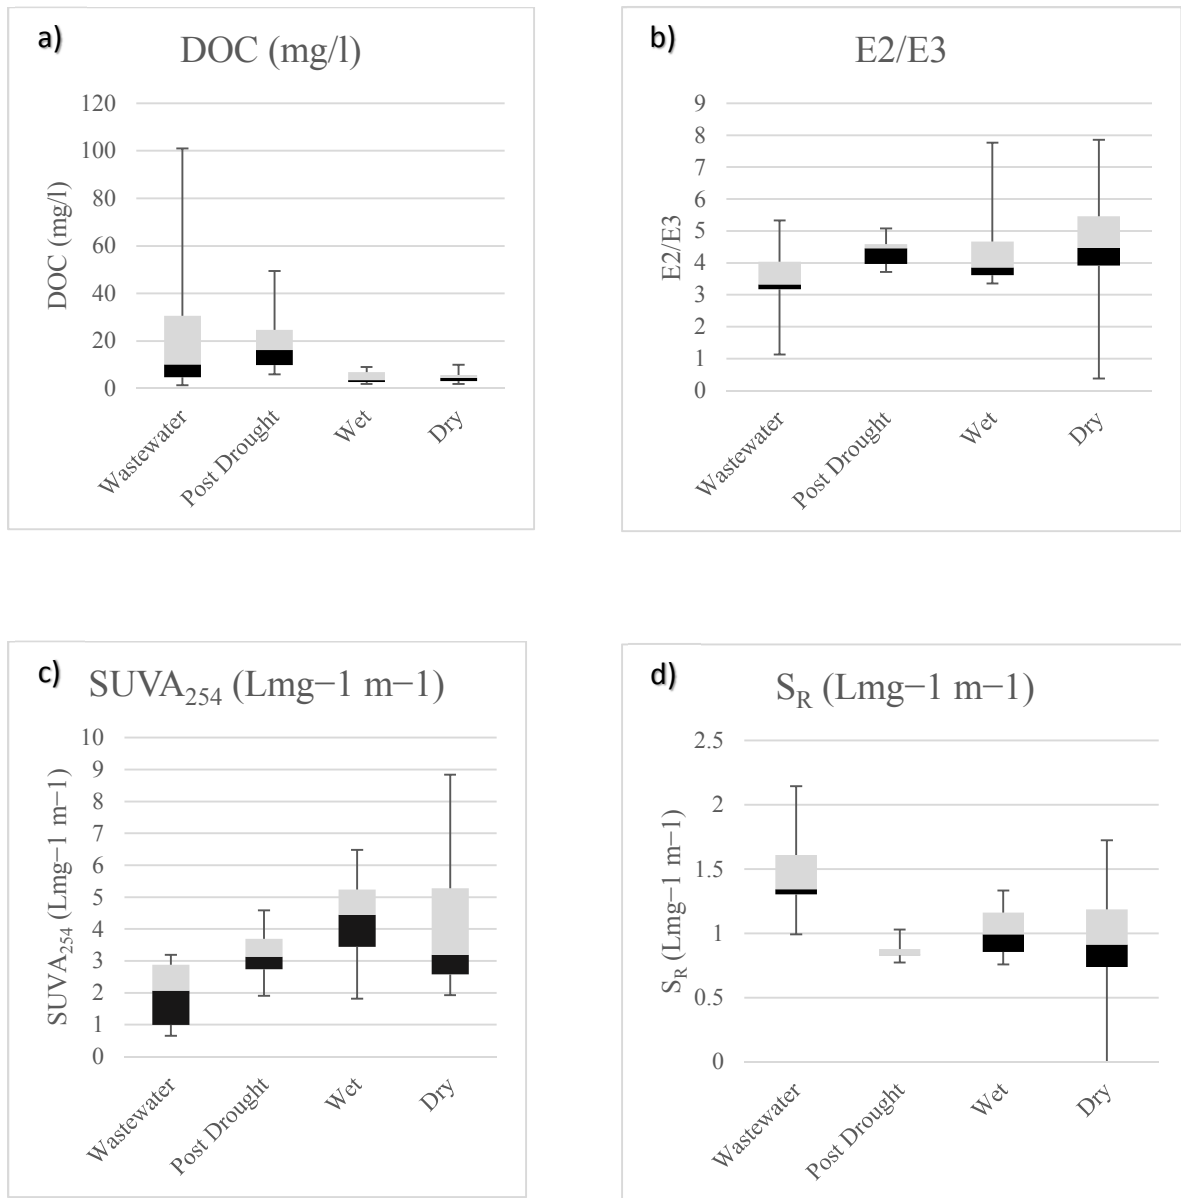 a)
DOC (mg/l)
120
100
80
60
40
20
0
DOC (mg/l)
Wastewater
Post Drought
Wet
Dry
b)
E2/E3
9
8
7
6
5
4
3
2
1
0
E2/E3
Wastewater
Post Drought
Wet
Dry
c)
SUVA254 (Lmg−1 m−1)
10
9
8
7
6
5
4
3
2
1
0
SUVA254 (Lmg−1 m−1)
Wastewater
Post Drought
Wet
Dry
d)
SR (Lmg−1 m−1)
2.5
2
1.5
1
0.5
0
SR (Lmg−1 m−1)
Wastewater
Post Drought
Wet
Dry